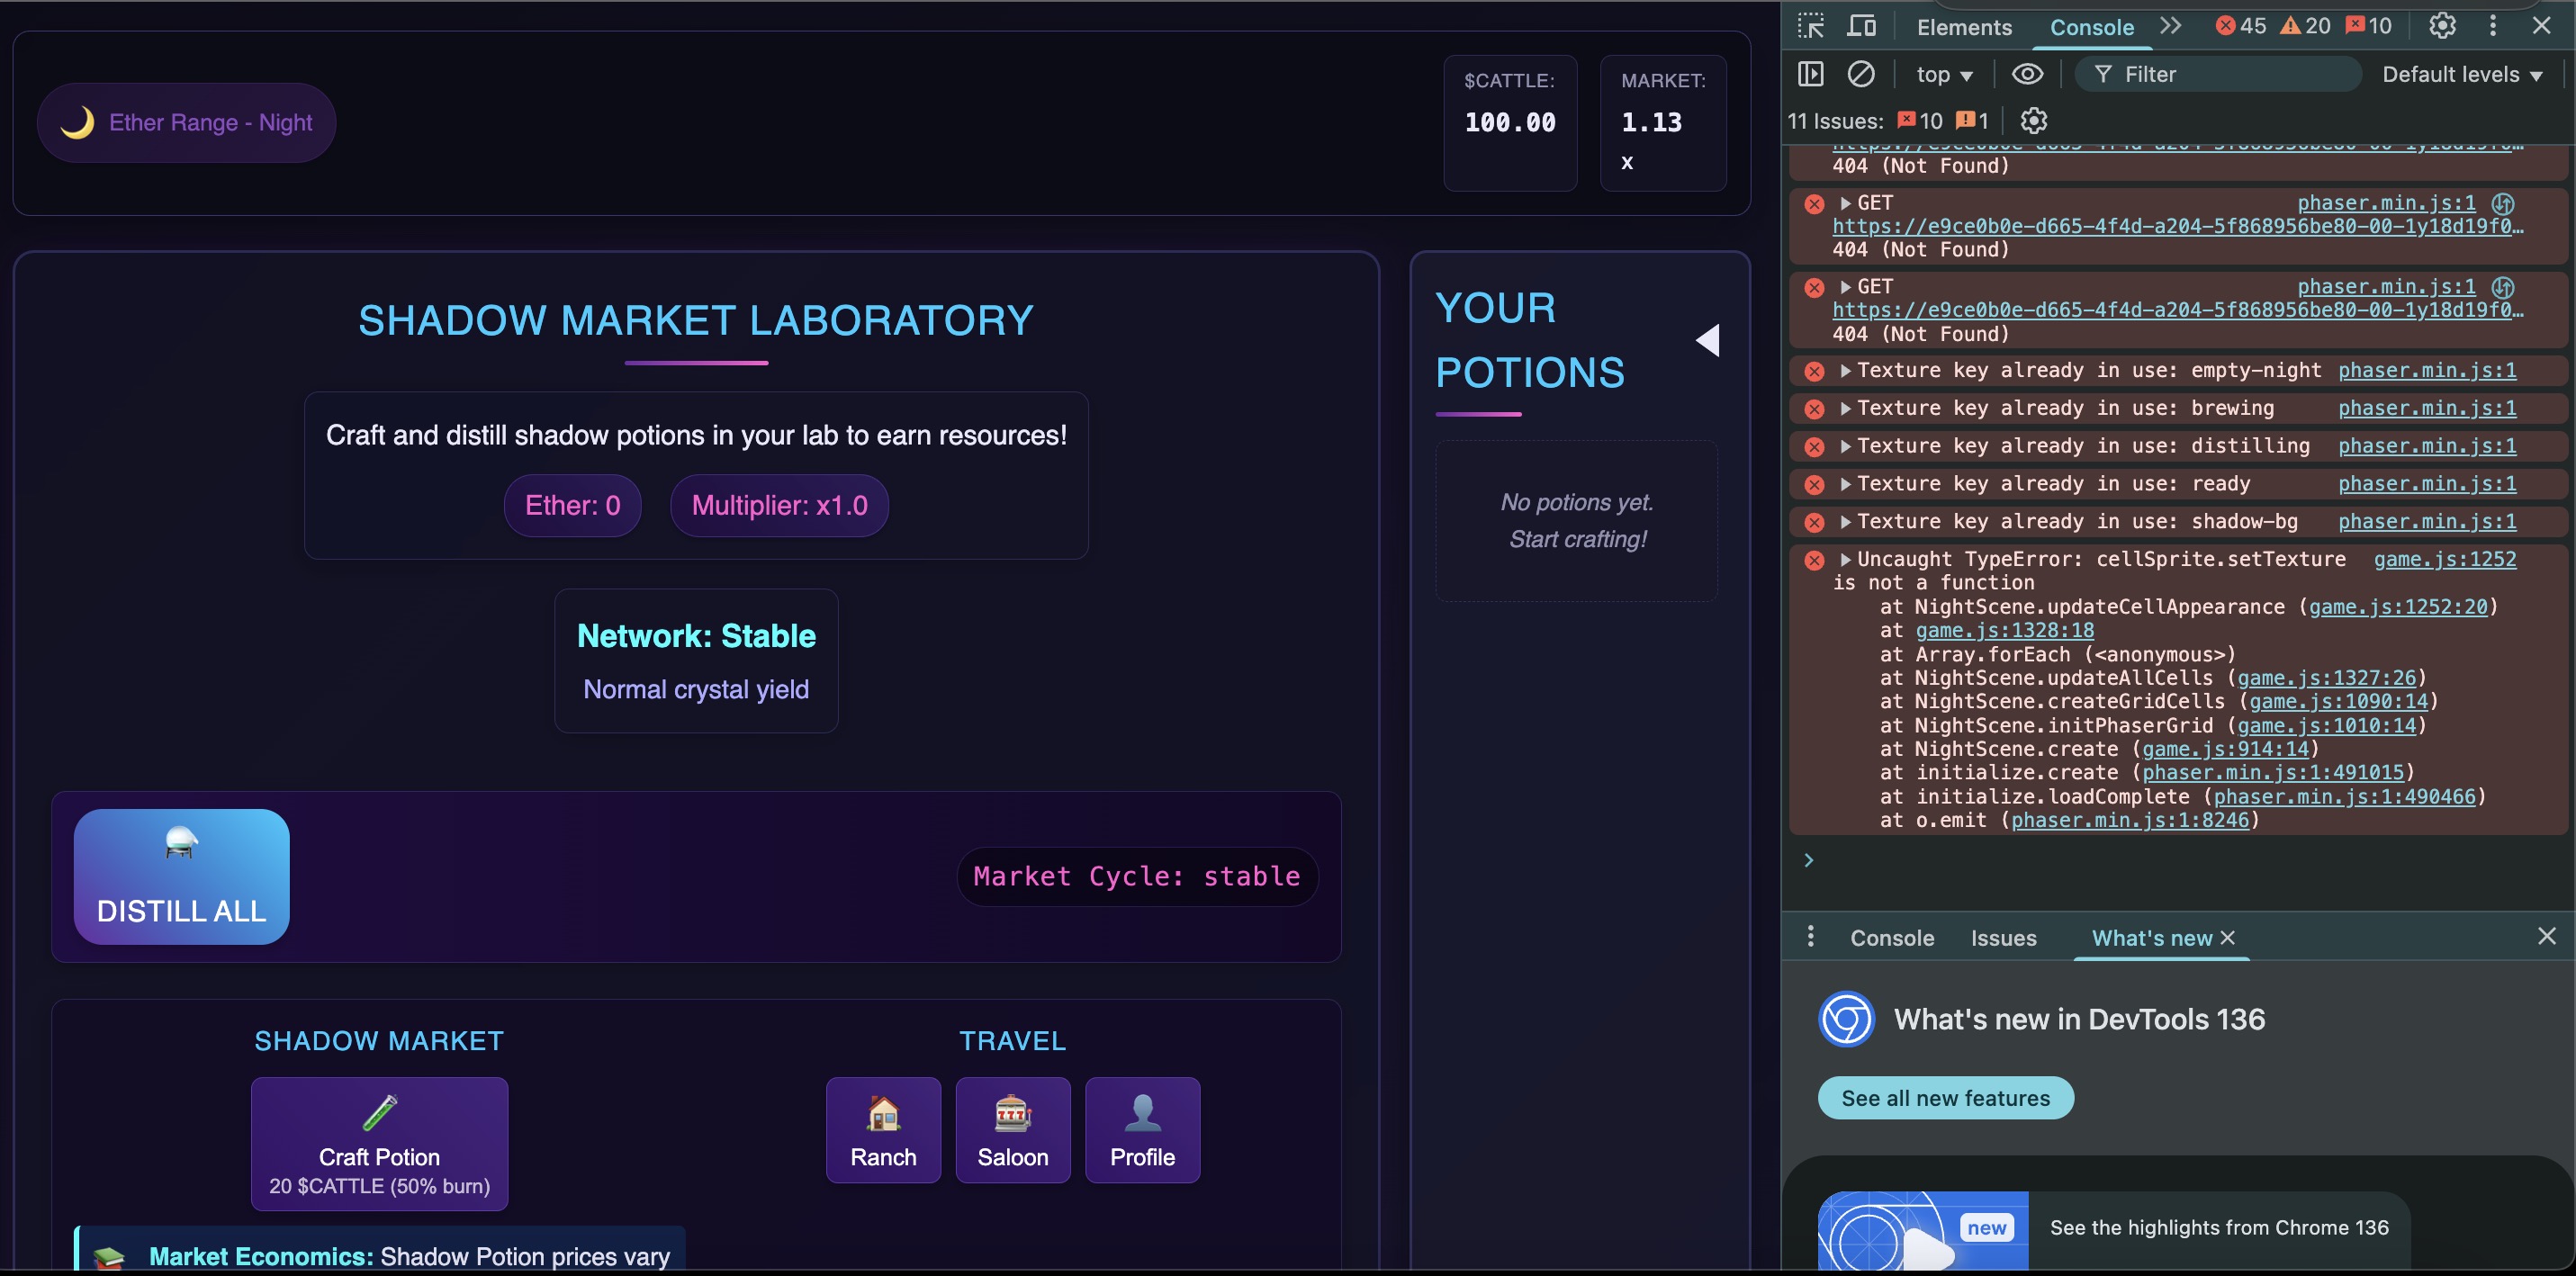 🌙 Ether Range - Night
$CATTLE:
100.00
MARKET:
1.13
x
SHADOW MARKET LABORATORY
Craft and distill shadow potions in your lab to earn resources!
Ether: 0
Multiplier: x1.0
Network: Stable
Normal crystal yield
DISTILL ALL
Market Cycle: stable
SHADOW MARKET
Craft Potion
20 $CATTLE (50% burn)
Market Economics: Shadow Potion prices vary
TRAVEL
Ranch
Saloon
Profile
YOUR
POTIONS
No potions yet.
Start crafting!
Elements
Console
45
20
10
top
Filter
Default levels
11 Issues:
10
1
404 (Not Found)
GET phaser.min.js:1
https://e9ce0b0e-d665-4f4d-a204-5f868956be80-00-1y18d19f0…
404 (Not Found)
GET phaser.min.js:1
https://e9ce0b0e-d665-4f4d-a204-5f868956be80-00-1y18d19f0…
404 (Not Found)
Texture key already in use: empty-night phaser.min.js:1
Texture key already in use: brewing phaser.min.js:1
Texture key already in use: distilling phaser.min.js:1
Texture key already in use: ready phaser.min.js:1
Texture key already in use: shadow-bg phaser.min.js:1
Uncaught TypeError: cellSprite.setTexture game.js:1252
is not a function
at NightScene.updateCellAppearance (game.js:1252:20)
at game.js:1328:18
at Array.forEach (<anonymous>)
at NightScene.updateAllCells (game.js:1327:26)
at NightScene.createGridCells (game.js:1090:14)
at NightScene.initPhaserGrid (game.js:1010:14)
at NightScene.create (game.js:914:14)
at initialize.create (phaser.min.js:1:491015)
at initialize.loadComplete (phaser.min.js:1:490466)
at o.emit (phaser.min.js:1:8246)
Console
Issues
What's new
What's new in DevTools 136
See all new features
new
See the highlights from Chrome 136